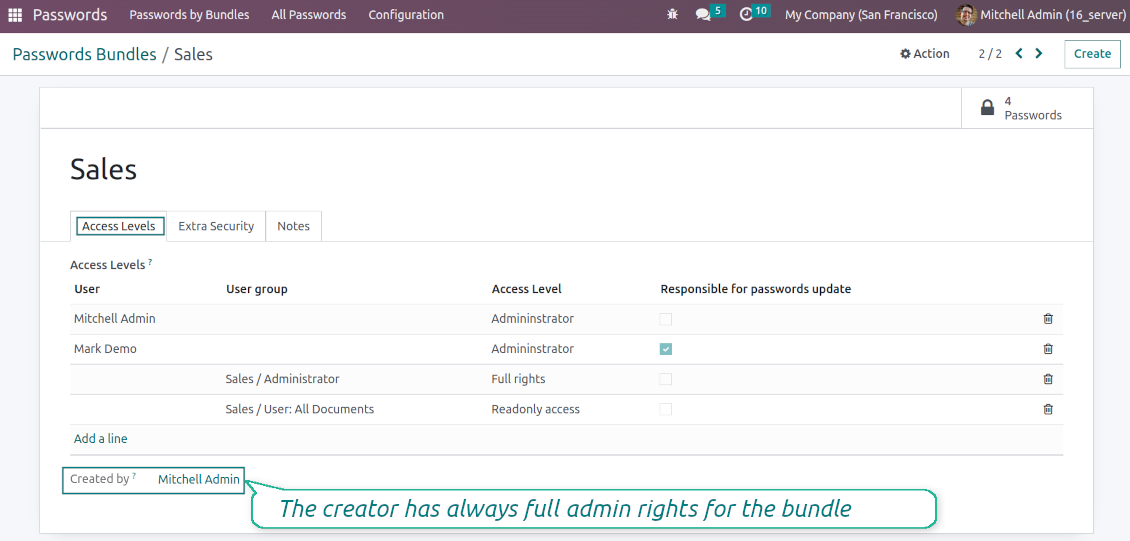 Passwords Passwords by Bundles All Passwords Configuration 5 10 My Company (San Francisco) Mitchell Admin (16_server)
Passwords Bundles / Sales Action 2 / 2 Create
4
Passwords
Sales
Access Levels Extra Security Notes
Access Levels ?
User User group Access Level Responsible for passwords update
Mitchell Admin Admininstrator
Mark Demo Admininstrator
Sales / Administrator Full rights
Sales / User: All Documents Readonly access
Add a line
Created by ? Mitchell Admin
The creator has always full admin rights for the bundle